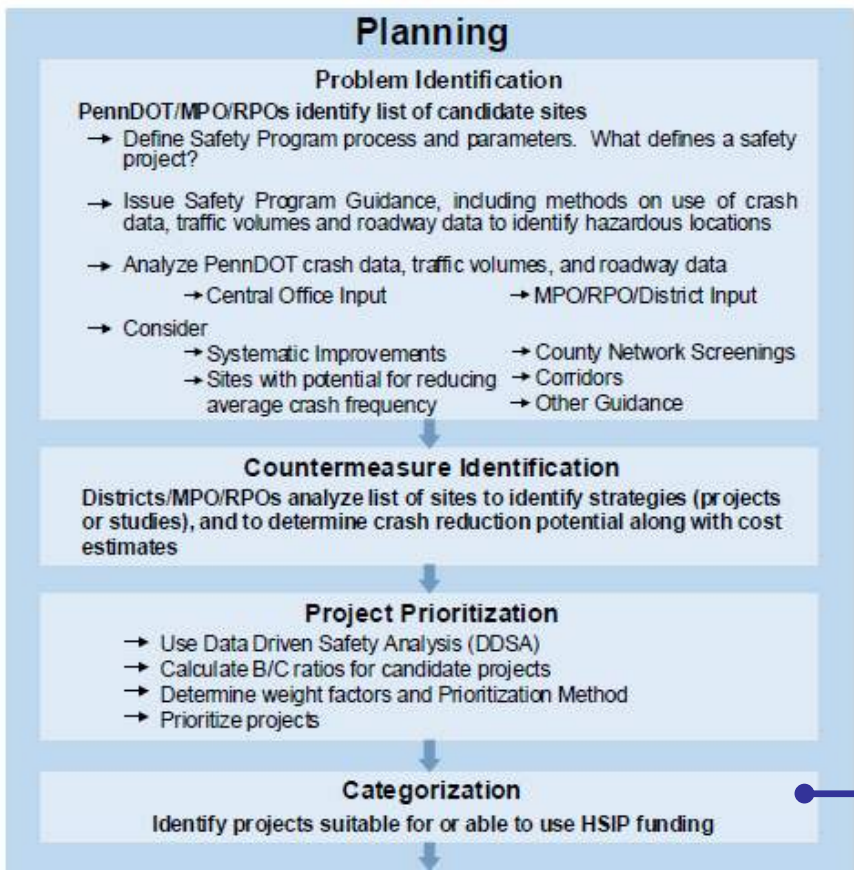 Planning
Problem Identification
PennDOT/MPO/RPOs identify list of candidate sites
→ Define Safety Program process and parameters. What defines a safety
project?
→ Issue Safety Program Guidance, including methods on use of crash
data, traffic volumes and roadway data to identify hazardous locations
→ Analyze PennDOT crash data, traffic volumes, and roadway data
→ Central Office Input → MPO/RPO/District Input
→ Consider
→ Systematic Improvements → County Network Screenings
→ Sites with potential for reducing → Corridors
average crash frequency → Other Guidance
Countermeasure Identification
Districts/MPO/RPOs analyze list of sites to identify strategies (projects
or studies), and to determine crash reduction potential along with cost
estimates
Project Prioritization
→ Use Data Driven Safety Analysis (DDSA)
→ Calculate B/C ratios for candidate projects
→ Determine weight factors and Prioritization Method
→ Prioritize projects
Categorization
Identify projects suitable for or able to use HSIP funding